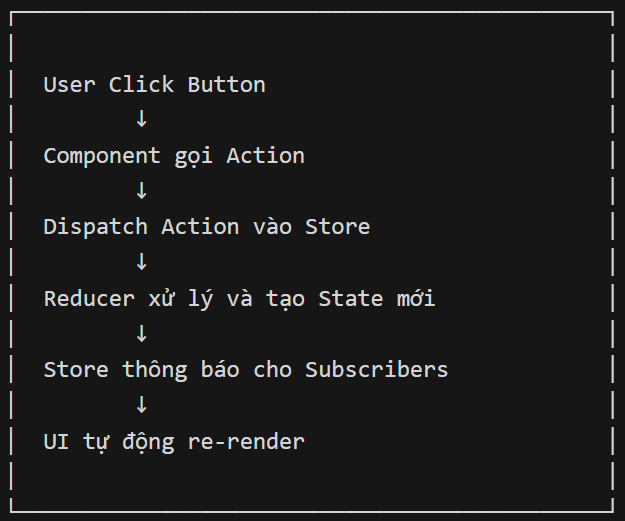 User Click Button
↓
Component gọi Action
↓
Dispatch Action vào Store
↓
Reducer xử lý và tạo State mới
↓
Store thông báo cho Subscribers
↓
UI tự động re-render